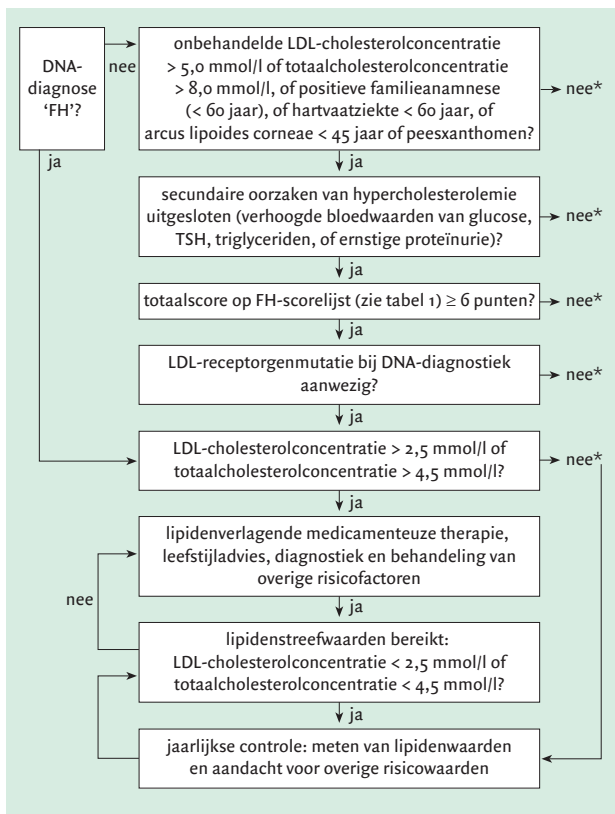 DNA-
diagnose
‘FH’?
nee
ja
onbehandelde LDL-cholesterolconcentratie
> 5,0 mmol/l of totaalcholesterolconcentratie
> 8,0 mmol/l, of positieve familieanamnese
(< 60 jaar), of hartvaatziekte < 60 jaar, of
arcus lipoides corneae < 45 jaar of peesxanthomen?
nee*
ja
secundaire oorzaken van hypercholesterolemie
uitgesloten (verhoogde bloedwaarden van glucose,
TSH, triglyceriden, of ernstige proteïnurie)?
nee*
ja
totaalscore op FH-scorelijst (zie tabel 1) ≥ 6 punten?
nee*
ja
LDL-receptorgenmutatie bij DNA-diagnostiek
aanwezig?
nee*
ja
LDL-cholesterolconcentratie > 2,5 mmol/l of
totaalcholesterolconcentratie > 4,5 mmol/l?
nee*
ja
lipidenverlagende medicamenteuze therapie,
leefstijladvies, diagnostiek en behandeling van
overige risicofactoren
nee
ja
lipidenstreefwaarden bereikt:
LDL-cholesterolconcentratie < 2,5 mmol/l of
totaalcholesterolconcentratie < 4,5 mmol/l?
ja
jaarlijkse controle: meten van lipidenwaarden
en aandacht voor overige risicowaarden